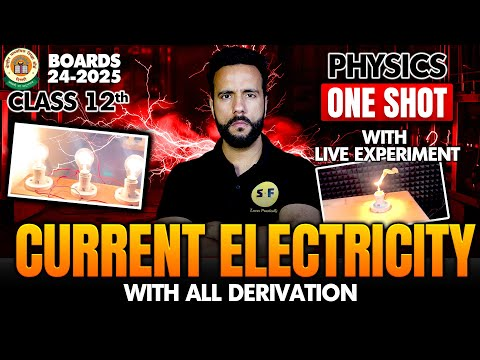 BOARDS
24-2025
CLASS 12th
PHYSICS
ONE SHOT
WITH
LIVE EXPERIMENT
SF
CURRENT ELECTRICITY
WITH ALL DERIVATION